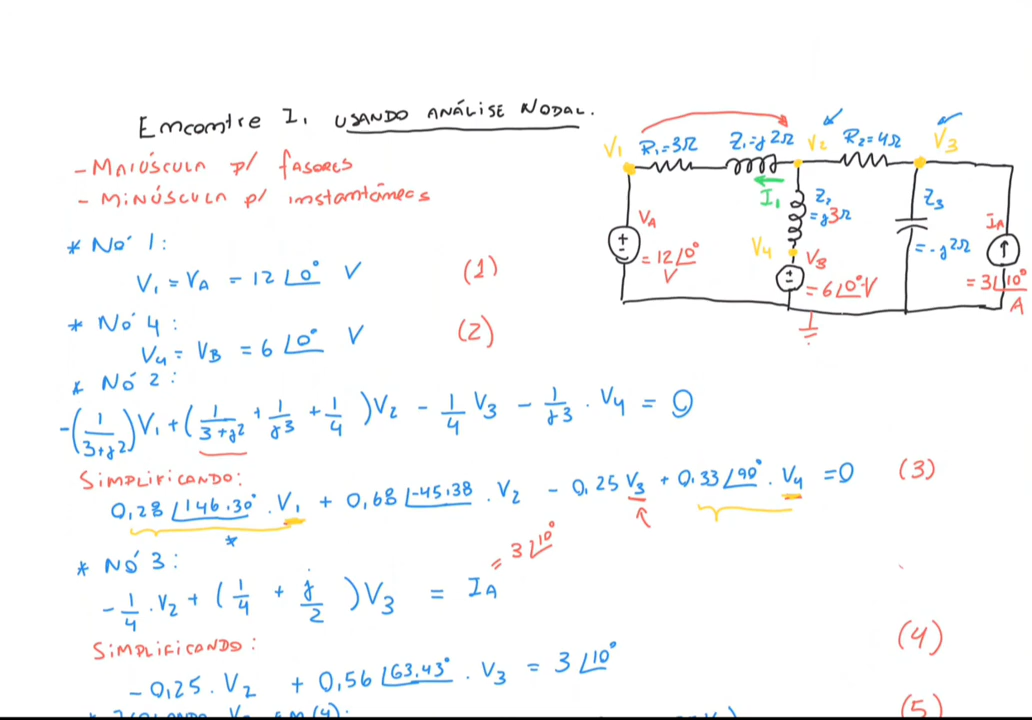 Encontre I₁ USANDO ANÁLISE NODAL.
- MAIÚSCULA p/ fasores
- MINÚSCULA p/ instantâneos
* Nó 1:
V₁ = VA = 12∠0° V (1)
* Nó 4:
V₄ = VB = 6∠0° V (2)
* Nó 2:
-(1/(3+j2))V₁ + (1/(3+j2) + 1/j3 + 1/4)V₂ - 1/4 V₃ - 1/j3 · V₄ = 0
SIMPLIFICANDO:
0,28∠146.30° · V₁ + 0,68∠-45.38 · V₂ - 0,25 V₃ + 0.33∠90° · V₄ = 0 (3)
*
* NÓ 3:
-1/4 · V₂ + (1/4 + j/2)V₃ = IA = 3∠10°
SIMPLIFICANDO:
-0,25 · V₂ + 0,56∠63.43° · V₃ = 3∠10° (4)
(5)
V₁ R₁=3Ω Z₁=j2Ω V₂ R₂=4Ω V₃
I₁ Z₂ =j3Ω Z₃ =-j2Ω
VA =12∠0° V
V₄ VB =6∠0°V
IA =3∠10° A